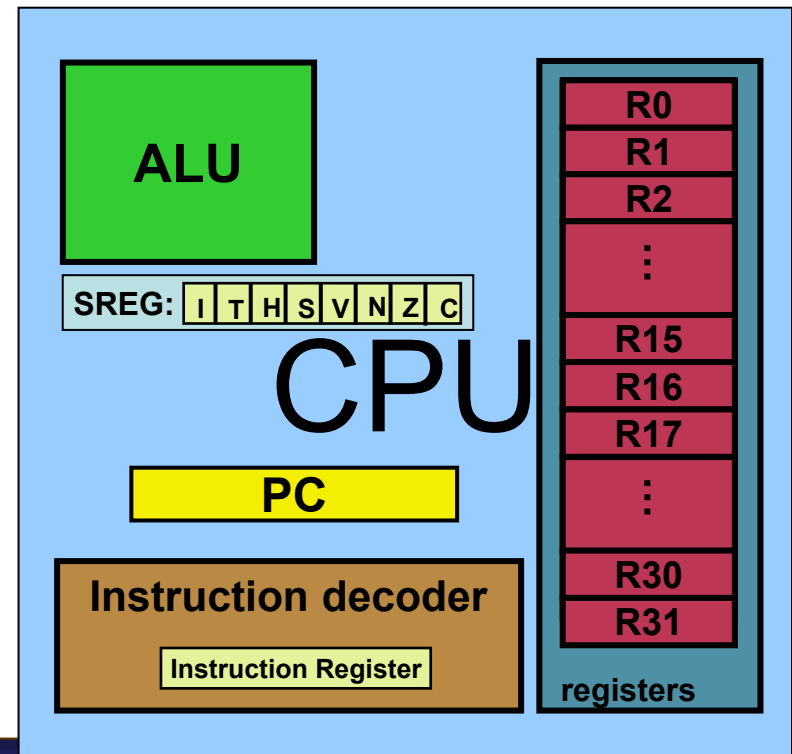 ALU
SREG: I T H S V N Z C
CPU
PC
Instruction decoder
Instruction Register
R0
R1
R2
...
R15
R16
R17
...
R30
R31
registers